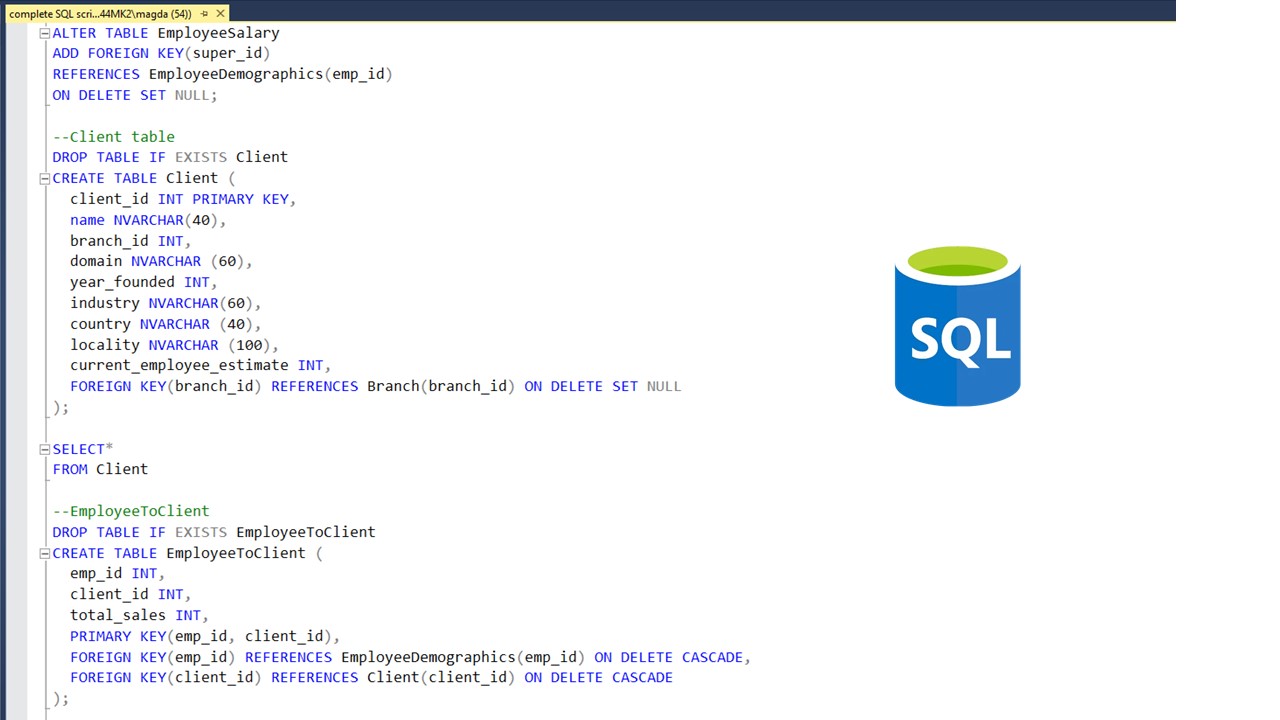 complete SQL scri...44MK2\magda (54))
ALTER TABLE EmployeeSalary
ADD FOREIGN KEY(super_id)
REFERENCES EmployeeDemographics(emp_id)
ON DELETE SET NULL;
--Client table
DROP TABLE IF EXISTS Client
CREATE TABLE Client (
client_id INT PRIMARY KEY,
name NVARCHAR(40),
branch_id INT,
domain NVARCHAR (60),
year_founded INT,
industry NVARCHAR(60),
country NVARCHAR (40),
locality NVARCHAR (100),
current_employee_estimate INT,
FOREIGN KEY(branch_id) REFERENCES Branch(branch_id) ON DELETE SET NULL
);
SELECT*
FROM Client
--EmployeeToClient
DROP TABLE IF EXISTS EmployeeToClient
CREATE TABLE EmployeeToClient (
emp_id INT,
client_id INT,
total_sales INT,
PRIMARY KEY(emp_id, client_id),
FOREIGN KEY(emp_id) REFERENCES EmployeeDemographics(emp_id) ON DELETE CASCADE,
FOREIGN KEY(client_id) REFERENCES Client(client_id) ON DELETE CASCADE
);
SQL